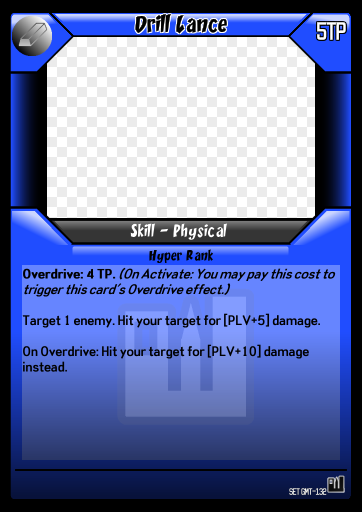 Drill Lance
5TP
Skill - Physical
Hyper Rank
Overdrive: 4 TP. (On Activate: You may pay this cost to
trigger this card's Overdrive effect.)
Target 1 enemy. Hit your target for [PLV+5] damage.
On Overdrive: Hit your target for [PLV+10] damage
instead.
SET GMT-132